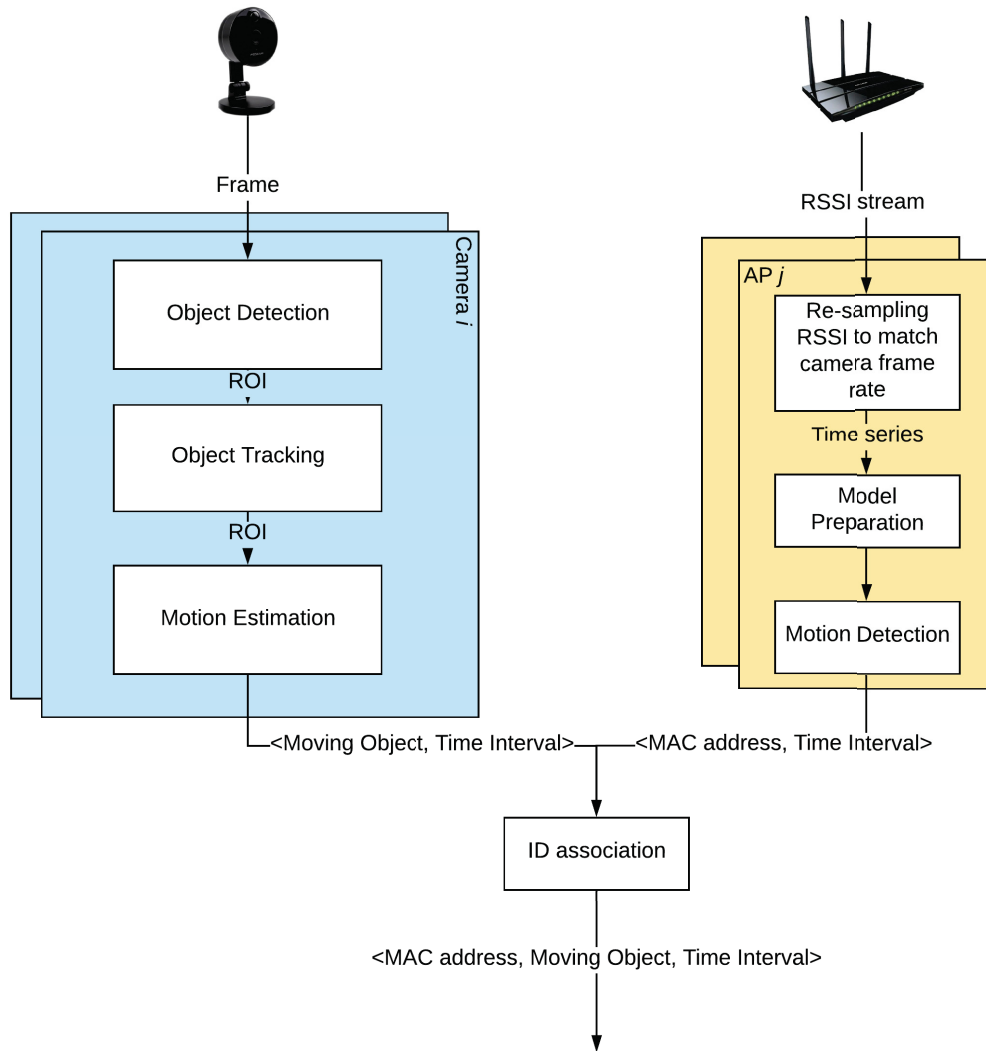 Frame
RSSI stream
Camera i
AP j
Object Detection
Re-sampling
RSSI to match
camera frame
rate
ROI
Time series
Object Tracking
Model
Preparation
ROI
Motion Estimation
Motion Detection
<Moving Object, Time Interval>
<MAC address, Time Interval>
ID association
<MAC address, Moving Object, Time Interval>